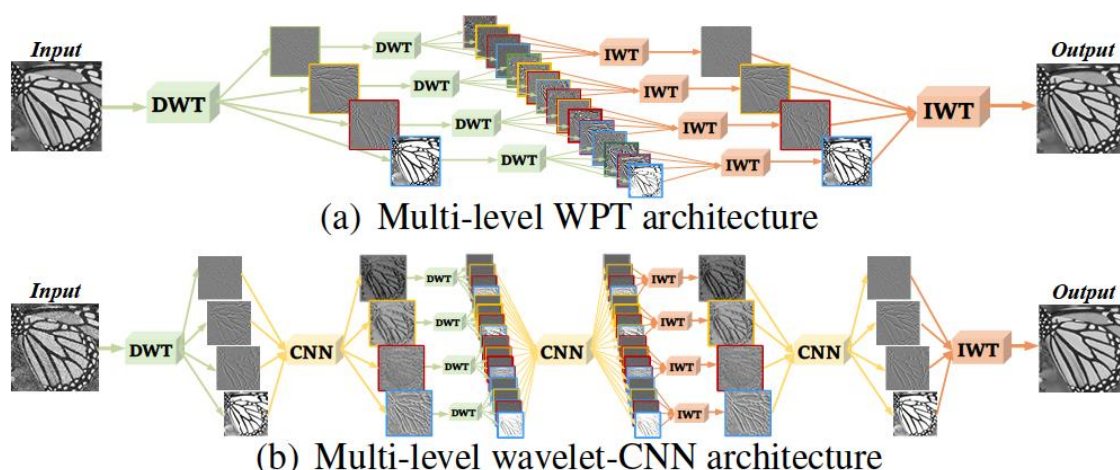 Input
Output
DWT
DWT
DWT
DWT
DWT
IWT
IWT
IWT
IWT
IWT
(a) Multi-level WPT architecture
Input
Output
DWT
CNN
DWT
DWT
DWT
DWT
CNN
IWT
IWT
IWT
IWT
CNN
IWT
(b) Multi-level wavelet-CNN architecture